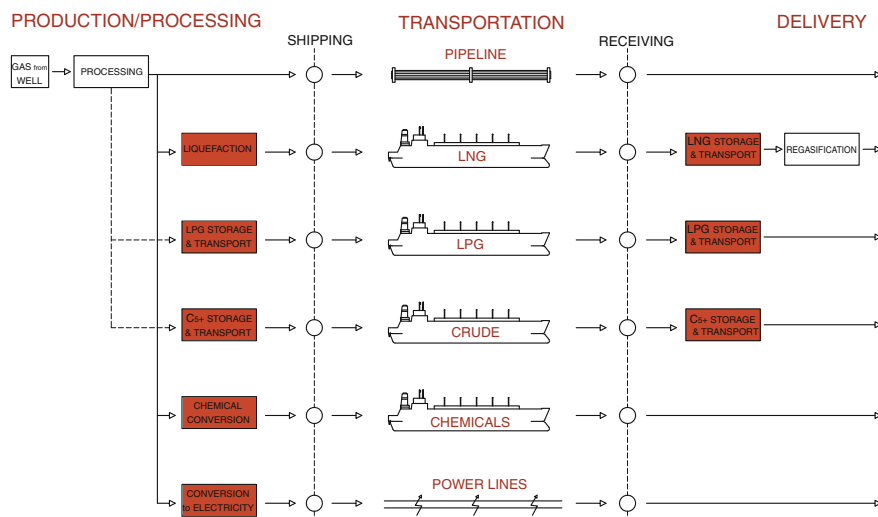 PRODUCTION/PROCESSING
TRANSPORTATION
DELIVERY
SHIPPING
RECEIVING
PIPELINE
GAS from
WELL
PROCESSING
LIQUEFACTION
LNG
LNG STORAGE
& TRANSPORT
REGASIFICATION
LPG STORAGE
& TRANSPORT
LPG
LPG STORAGE
& TRANSPORT
C5+ STORAGE
& TRANSPORT
CRUDE
C5+ STORAGE
& TRANSPORT
CHEMICAL
CONVERSION
CHEMICALS
CONVERSION
to ELECTRICITY
POWER LINES